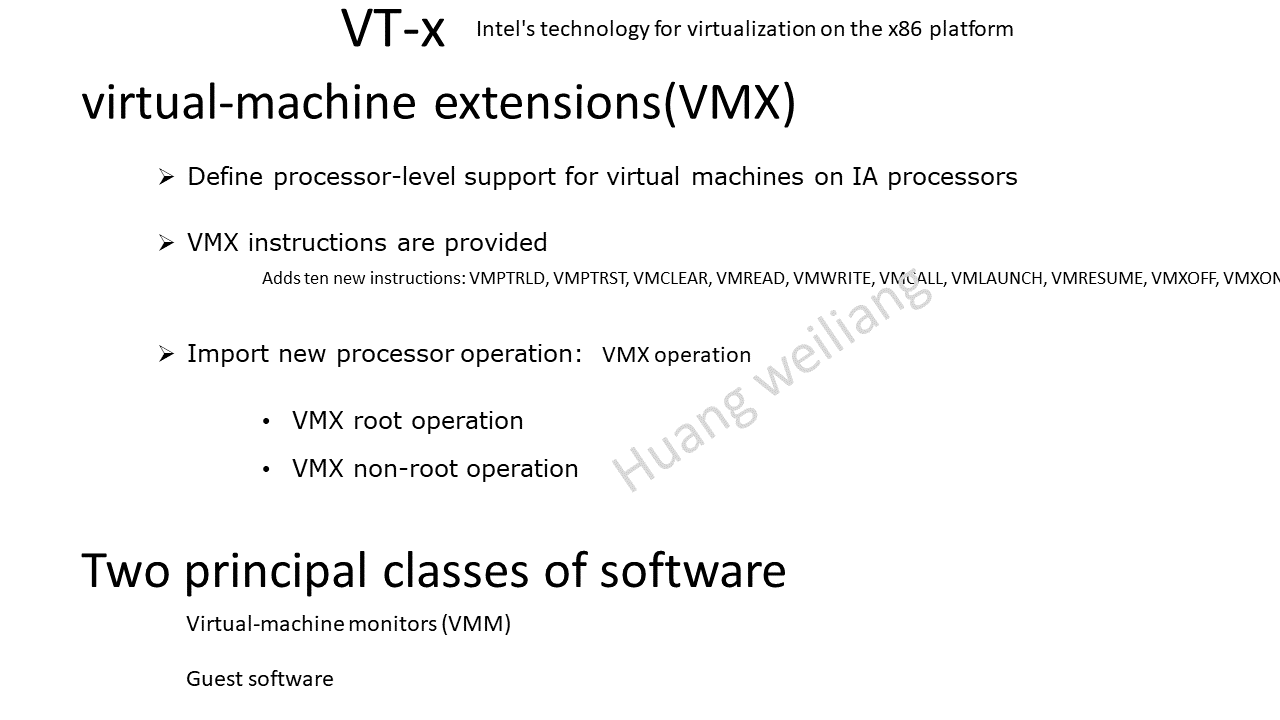 VT-x Intel's technology for virtualization on the x86 platform
virtual-machine extensions(VMX)
➢ Define processor-level support for virtual machines on IA processors
➢ VMX instructions are provided
Adds ten new instructions: VMPTRLD, VMPTRST, VMCLEAR, VMREAD, VMWRITE, VMCALL, VMLAUNCH, VMRESUME, VMXOFF, VMXON
➢ Import new processor operation: VMX operation
• VMX root operation
• VMX non-root operation
Huang weiliang
Two principal classes of software
Virtual-machine monitors (VMM)
Guest software